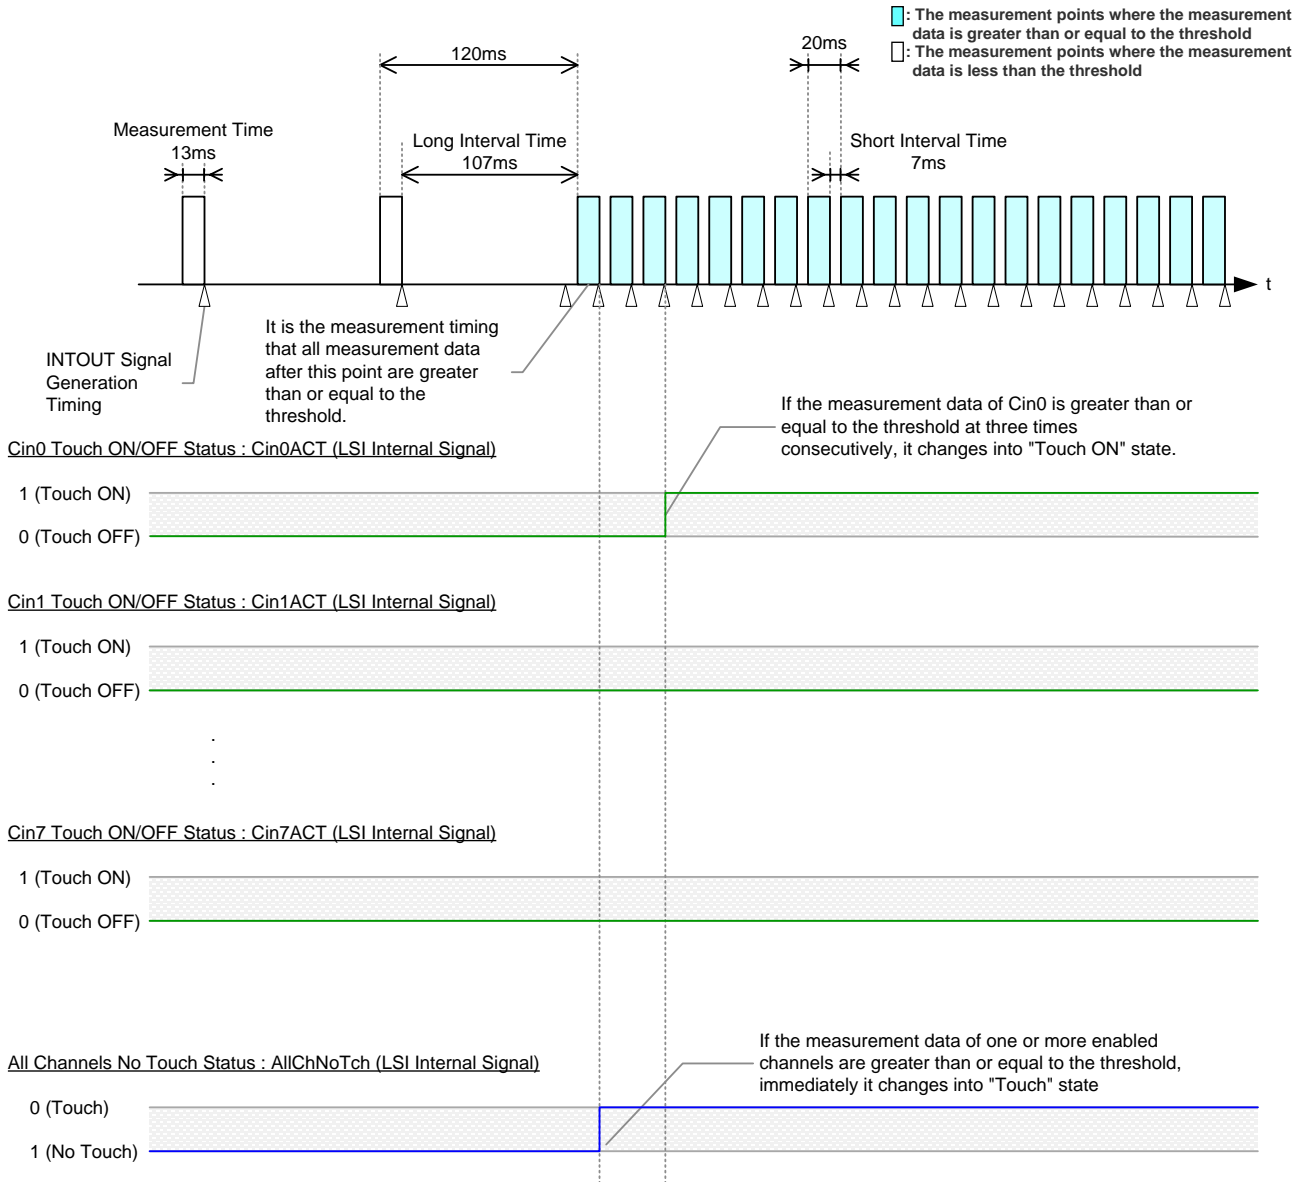 : The measurement points where the measurement
data is greater than or equal to the threshold
: The measurement points where the measurement
data is less than the threshold
120ms
20ms
Measurement Time
13ms
Long Interval Time
107ms
Short Interval Time
7ms
t
INTOUT Signal
Generation
Timing
It is the measurement timing
that all measurement data
after this point are greater
than or equal to the
threshold.
If the measurement data of Cin0 is greater than or
equal to the threshold at three times
consecutively, it changes into "Touch ON" state.
Cin0 Touch ON/OFF Status : Cin0ACT (LSI Internal Signal)
1 (Touch ON)
0 (Touch OFF)
Cin1 Touch ON/OFF Status : Cin1ACT (LSI Internal Signal)
1 (Touch ON)
0 (Touch OFF)
.
.
.
Cin7 Touch ON/OFF Status : Cin7ACT (LSI Internal Signal)
1 (Touch ON)
0 (Touch OFF)
If the measurement data of one or more enabled
channels are greater than or equal to the threshold,
immediately it changes into "Touch" state
All Channels No Touch Status : AllChNoTch (LSI Internal Signal)
0 (Touch)
1 (No Touch)